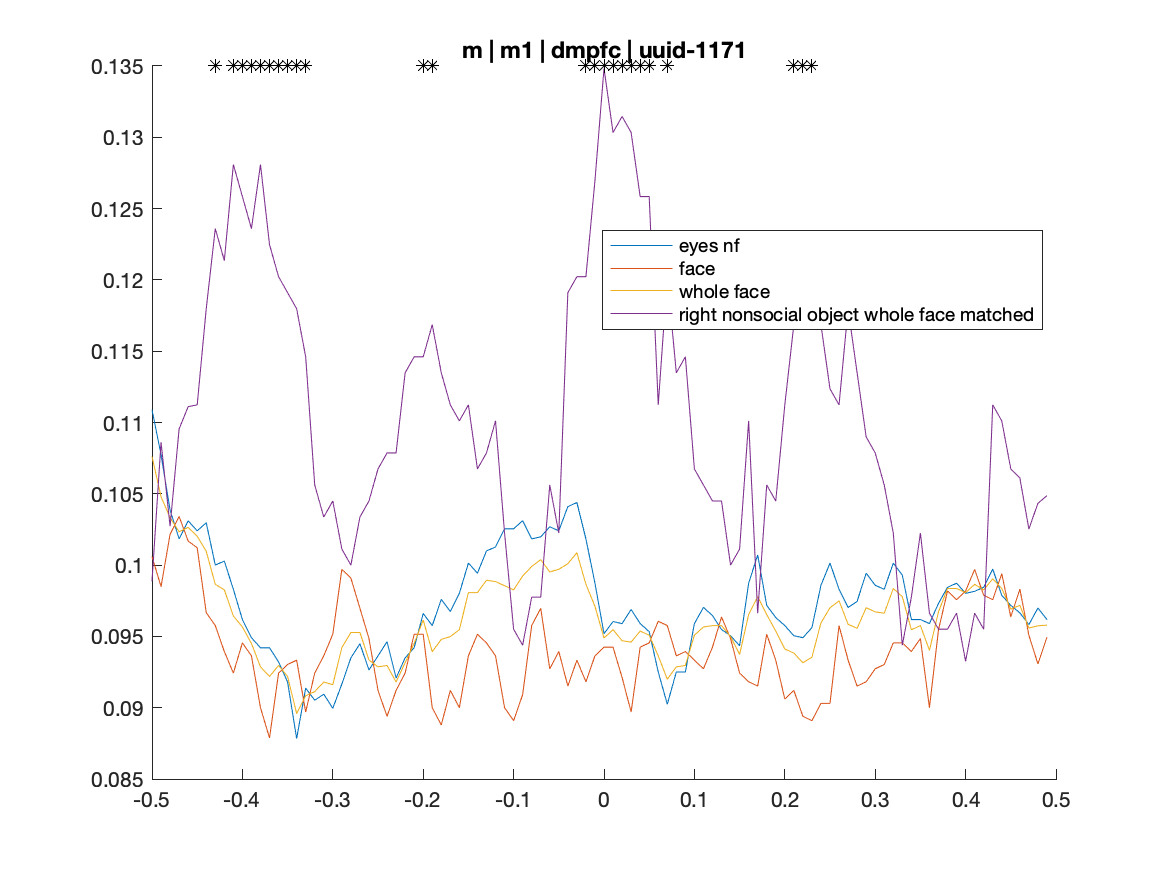 m | m1 | dmpfc | uuid-1171
0.135
0.13
0.125
0.12
0.115
0.11
0.105
0.1
0.095
0.09
0.085
eyes nf
face
whole face
right nonsocial object whole face matched
-0.5 -0.4 -0.3 -0.2 -0.1 0 0.1 0.2 0.3 0.4 0.5